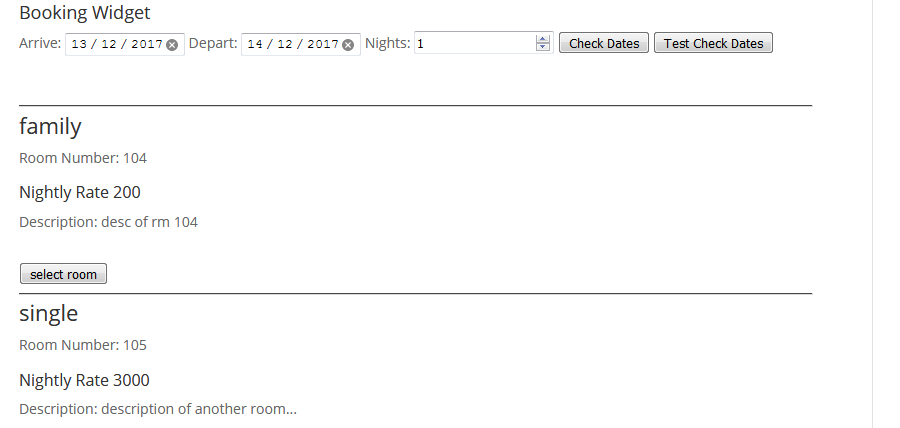 Booking Widget
Arrive: 13 / 12 / 2017 Depart: 14 / 12 / 2017 Nights: 1 Check Dates Test Check Dates
family
Room Number: 104
Nightly Rate 200
Description: desc of rm 104
select room
single
Room Number: 105
Nightly Rate 3000
Description: description of another room...